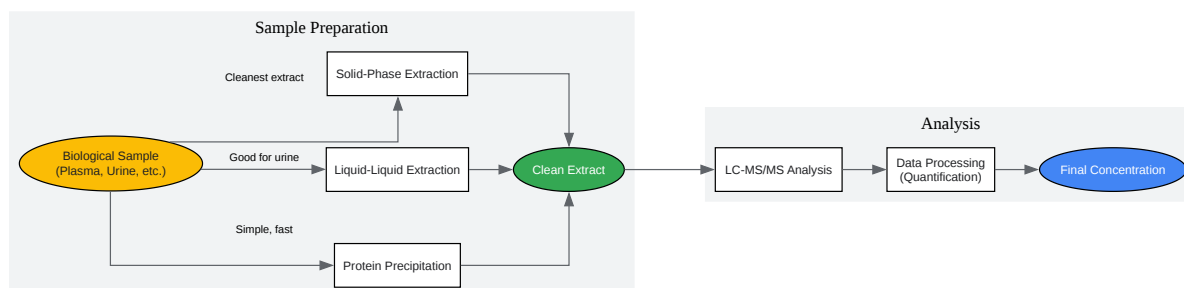 Sample Preparation
Cleanest extract
Solid-Phase Extraction
Biological Sample
(Plasma, Urine, etc.)
Good for urine
Liquid-Liquid Extraction
Clean Extract
Simple, fast
Protein Precipitation
Analysis
LC-MS/MS Analysis
Data Processing
(Quantification)
Final Concentration